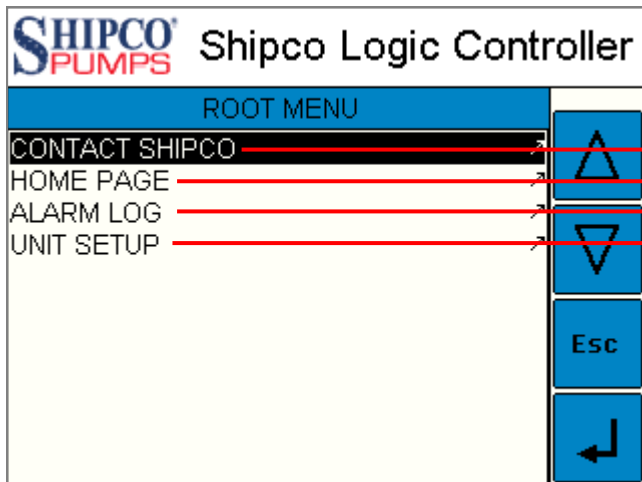 SHIPCO®
PUMPS
Shipco Logic Controller
ROOT MENU
CONTACT SHIPCO
HOME PAGE
ALARM LOG
UNIT SETUP
Esc